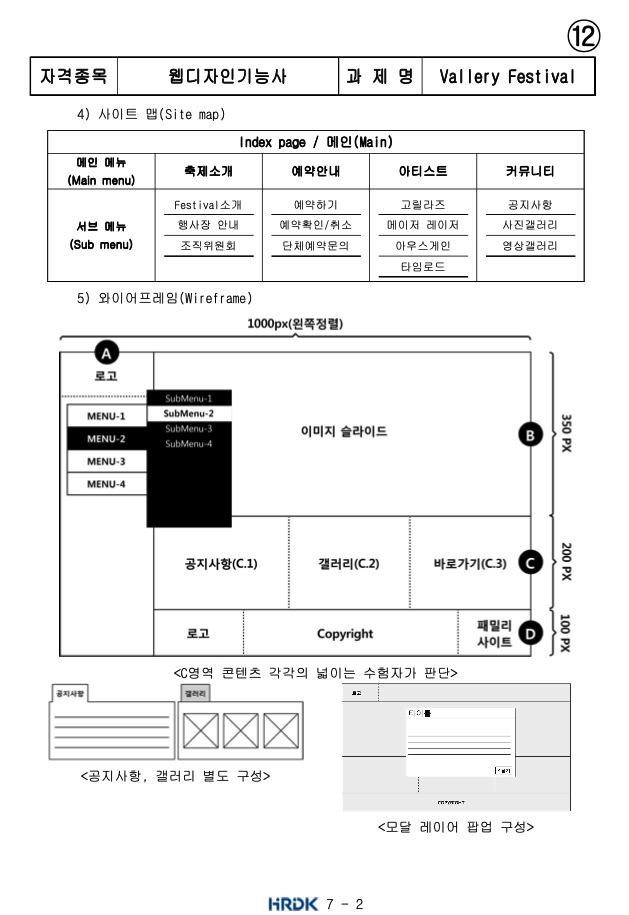 ⑫
자격종목 웹디자인기능사 과 제 명 Vallery Festival
4) 사이트 맵(Site map)
Index page / 메인(Main)
메인 메뉴
(Main menu)
축제소개 예약안내 아티스트 커뮤니티
서브 메뉴
(Sub menu)
Festival소개 예약하기 고릴라즈 공지사항
행사장 안내 예약확인/취소 메이저 레이저 사진갤러리
조직위원회 단체예약문의 아우스게인 영상갤러리
타임로드
5) 와이어프레임(Wireframe)
1000px(왼쪽정렬)
A
로고
SubMenu-1
MENU-1 SubMenu-2
SubMenu-3
MENU-2 SubMenu-4
MENU-3
MENU-4
이미지 슬라이드
B
350 PX
공지사항(C.1) 갤러리(C.2) 바로가기(C.3)
C
200 PX
로고 Copyright 패밀리
사이트
D
100 PX
<C영역 콘텐츠 각각의 넓이는 수험자가 판단>
공지사항 갤러리
<공지사항, 갤러리 별도 구성>
로고
타이틀
COPYRIGHT
<모달 레이어 팝업 구성>
HRDK 7 - 2